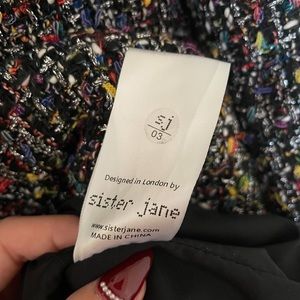 sj
03
Designed in London by
sister jane
www.sisterjane.com
MADE IN CHINA